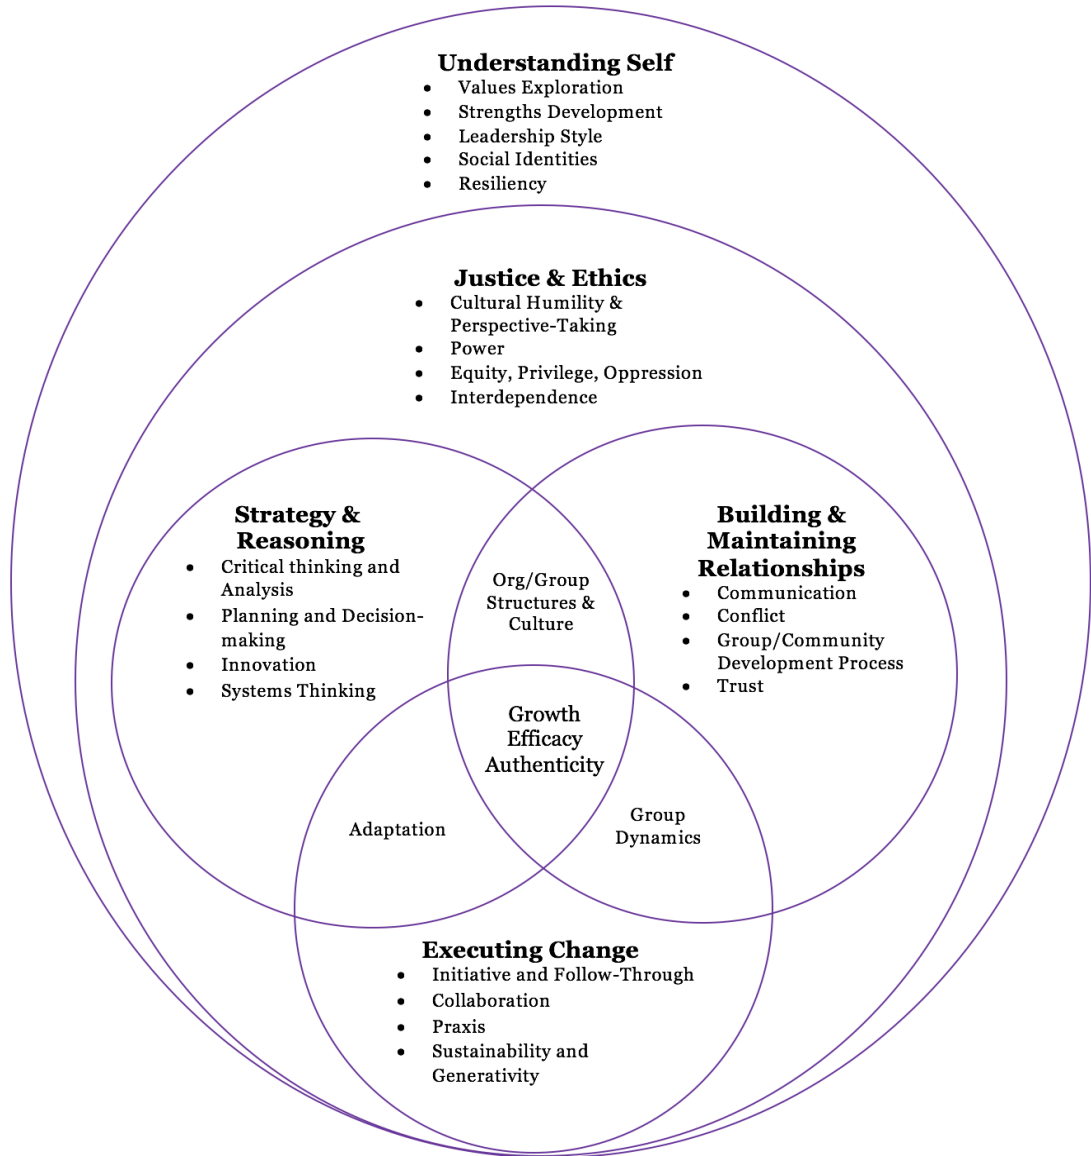 Understanding Self
• Values Exploration
• Strengths Development
• Leadership Style
• Social Identities
• Resiliency
Justice & Ethics
• Cultural Humility &
Perspective-Taking
• Power
• Equity, Privilege, Oppression
• Interdependence
Strategy &
Reasoning
• Critical thinking and
Analysis
• Planning and Decision-
making
• Innovation
• Systems Thinking
Org/Group
Structures &
Culture
Building &
Maintaining
Relationships
• Communication
• Conflict
• Group/Community
Development Process
• Trust
Growth
Efficacy
Authenticity
Adaptation
Group
Dynamics
Executing Change
• Initiative and Follow-Through
• Collaboration
• Praxis
• Sustainability and
Generativity